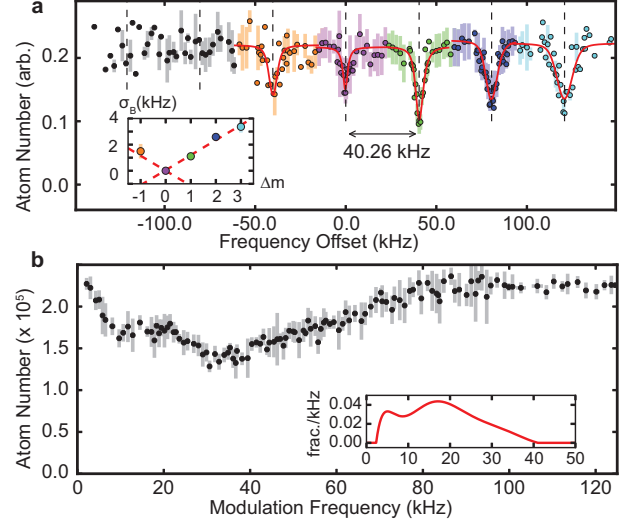 a
Atom Number (arb.)
0.2
0.1
0.0
σB(kHz)
4
2
0
-1 0 1 2 3 Δm
40.26 kHz
-100.0 -50.0 0.0 50.0 100.0
Frequency Offset (kHz)
b
Atom Number (x 10⁵)
2.0
1.5
1.0
0.5
0.0
frac./kHz
0.04
0.02
0.00
0 10 20 30 40 50
0 20 40 60 80 100 120
Modulation Frequency (kHz)